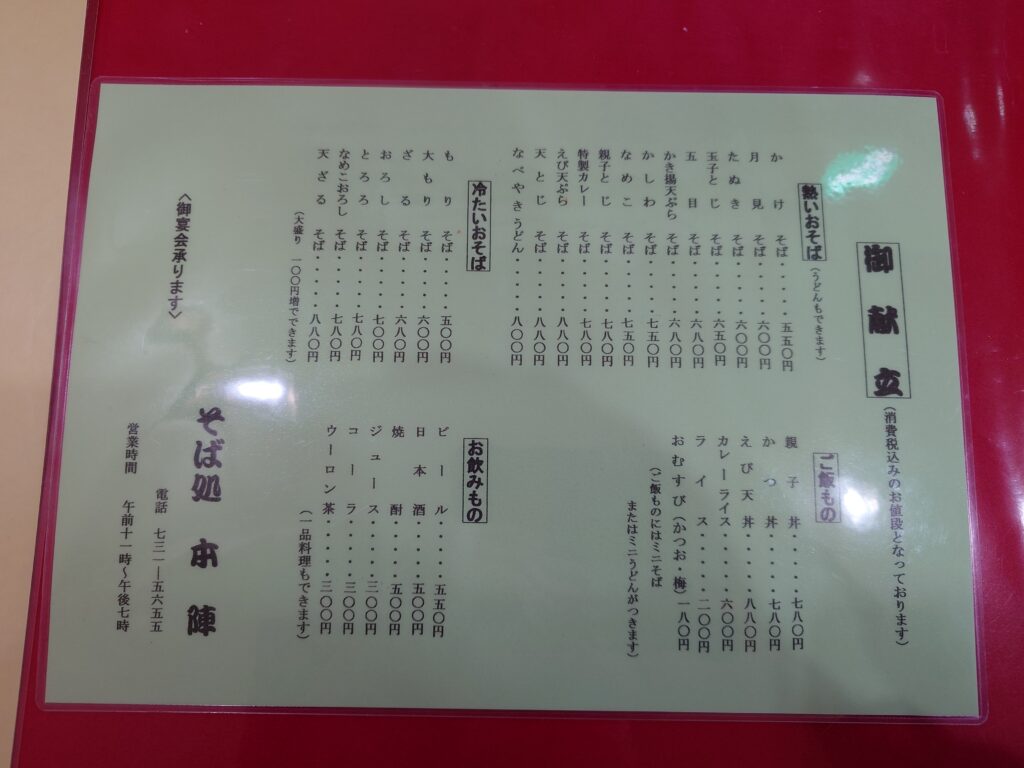 御献立(消費税込みのお値段となっております)
熱いおそば(うどんもできます)
かけそば・・・・・五五〇円
月見そば・・・・・六〇〇円
たぬきそば・・・・・六〇〇円
玉子とじそば・・・・・六五〇円
五目そば・・・・・六八〇円
かき揚天ぷらそば・・・・・六八〇円
かしわそば・・・・・七五〇円
なめこそば・・・・・七五〇円
親子とじそば・・・・・七八〇円
特製カレーそば・・・・・七八〇円
えび天ぷらそば・・・・・八八〇円
天とじそば・・・・・八八〇円
なべやきうどん・・・・・八〇〇円
冷たいおそば
もりそば・・・・・五〇〇円
大もりそば・・・・・六〇〇円
ざるそば・・・・・六八〇円
おろしそば・・・・・七〇〇円
とろろそば・・・・・七八〇円
なめこおろしそば・・・・・七八〇円
天ざるそば・・・・・八八〇円
(大盛り 一〇〇円増でできます)
ご飯もの
親子丼・・・・・七八〇円
かつ丼・・・・・七八〇円
えび天丼・・・・・八八〇円
カレーライス・・・・・六〇〇円
ライス・・・・・二〇〇円
おむすび(かつお・梅)一八〇円
(ご飯ものにはミニそば
またはミニうどんがつきます)
お飲みもの
ビール・・・・・五五〇円
日本酒・・・・・五〇〇円
焼酎・・・・・五〇〇円
ジュース・・・・・三〇〇円
コーラ・・・・・三〇〇円
ウーロン茶・・・・・三〇〇円
(一品料理もできます)
〈御宴会承ります〉
そば処 本陣
電話 七三一―五六五五
営業時間 午前十一時〜午後七時